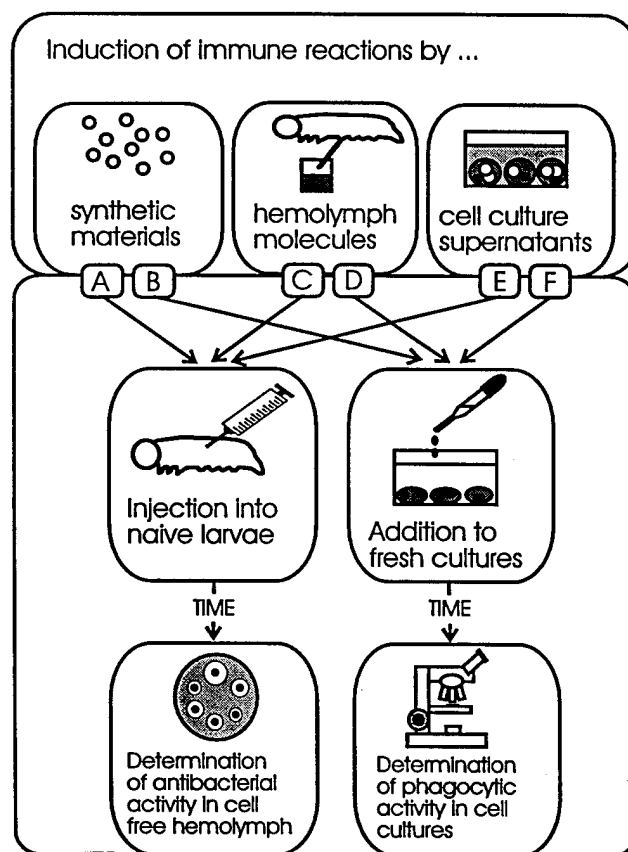 Induction of immune reactions by ...
synthetic
materials
hemolymph
molecules
cell culture
supernatants
A B C D E F
Injection into
naive larvae
Addition to
fresh cultures
TIME
TIME
Determination
of antibacterial
activity in cell
free hemolymph
Determination
of phagocytic
activity in cell
cultures